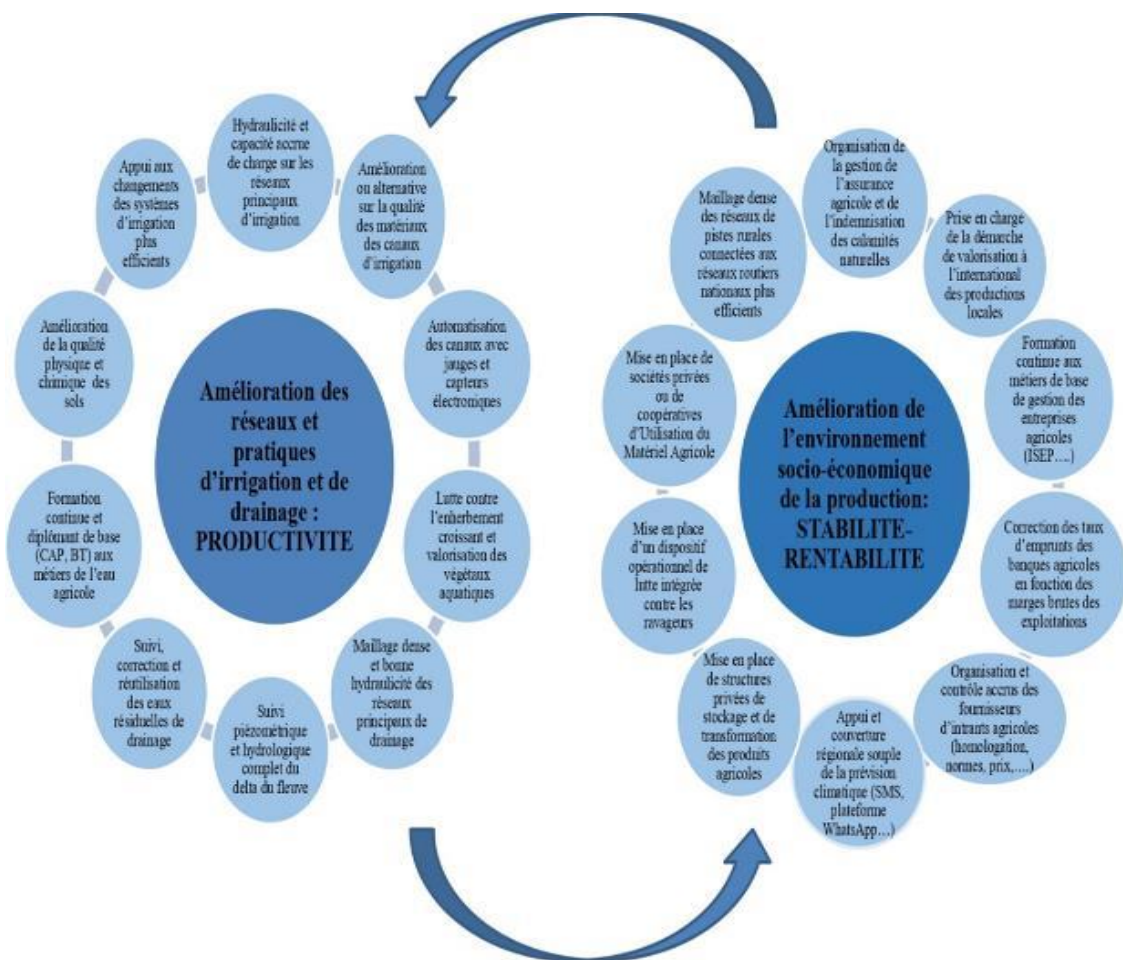 Hydraulicité et
capacité accrue
de charge sur les
réseaux
principaux
d'irrigation
Amélioration
ou alternative
sur la qualité
des matériaux
des canaux
d'irrigation
Automatisation
des canaux avec
jauges et
capteurs
électroniques
Lutte contre
l'enherbement
croissant et
valorisation des
végétaux
aquatiques
Maillage dense
et bonne
hydraulicité des
réseaux
principaux de
drainage
Suivi
piézométrique
et hydrologique
complet du
delta du fleuve
Suivi,
correction et
réutilisation
des eaux
résiduelles de
drainage
Formation
continue et
diplômant de base
(CAP, BT) aux
métiers de l'eau
agricole
Amélioration
de la qualité
physique et
chimique des
sols
Appui aux
changements
des systèmes
d'irrigation
plus
efficients
Amélioration des
réseaux et
pratiques
d'irrigation et de
drainage :
PRODUCTIVITE
Organisation de
la gestion de
l'assurance
agricole et de
l'indemnisation
des calamités
naturelles
Prise en charge
de la démarche
de valorisation à
l'international
des productions
locales
Formation
continue aux
métiers de base
de gestion des
entreprises
agricoles
(ISEP….)
Correction des taux
d'emprunts des
banques agricoles
en fonction des
marges brutes des
exploitations
Organisation et
contrôle accrus des
fournisseurs
d'intrants agricoles
(homologation,
normes, prix,….)
Appui et
couverture
régionale souple
de la prévision
climatique (SMS,
plateforme
WhatsApp…)
Mise en place
de structures
privées de
stockage et de
transformation
des produits
agricoles
Mise en place
d'un dispositif
opérationnel de
lutte intégrée
contre les
ravageurs
Mise en place de
sociétés privées
ou de
coopératives
d'Utilisation du
Matériel Agricole
Maillage dense
des réseaux de
pistes rurales
connectées aux
réseaux routiers
nationaux plus
efficients
Amélioration de
l'environnement
socio-économique
de la production:
STABILITE-
RENTABILITE